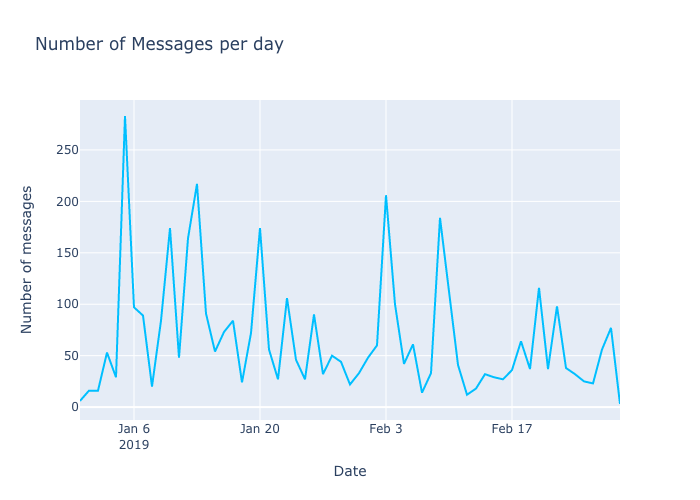 Number of Messages per day
Number of messages
250
200
150
100
50
0
Jan 6
2019
Jan 20
Feb 3
Feb 17
Date